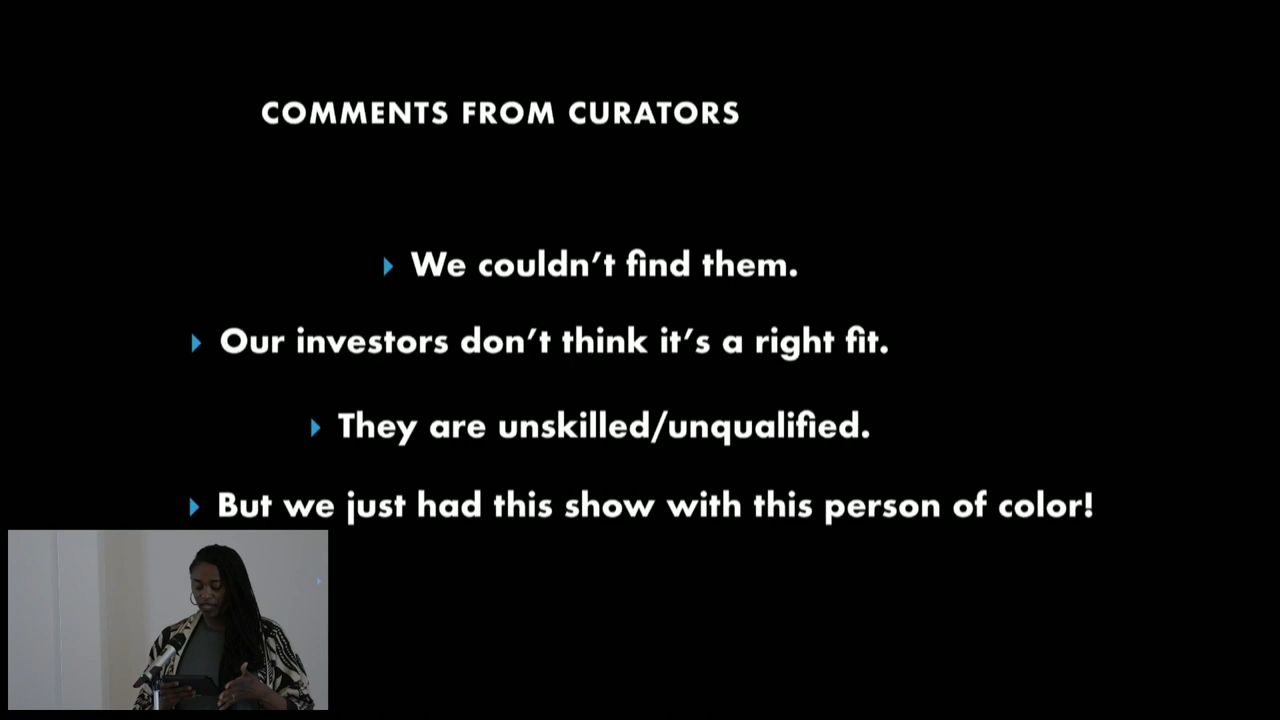 COMMENTS FROM CURATORS
We couldn’t find them.
Our investors don’t think it’s a right fit.
They are unskilled/unqualified.
But we just had this show with this person of color!